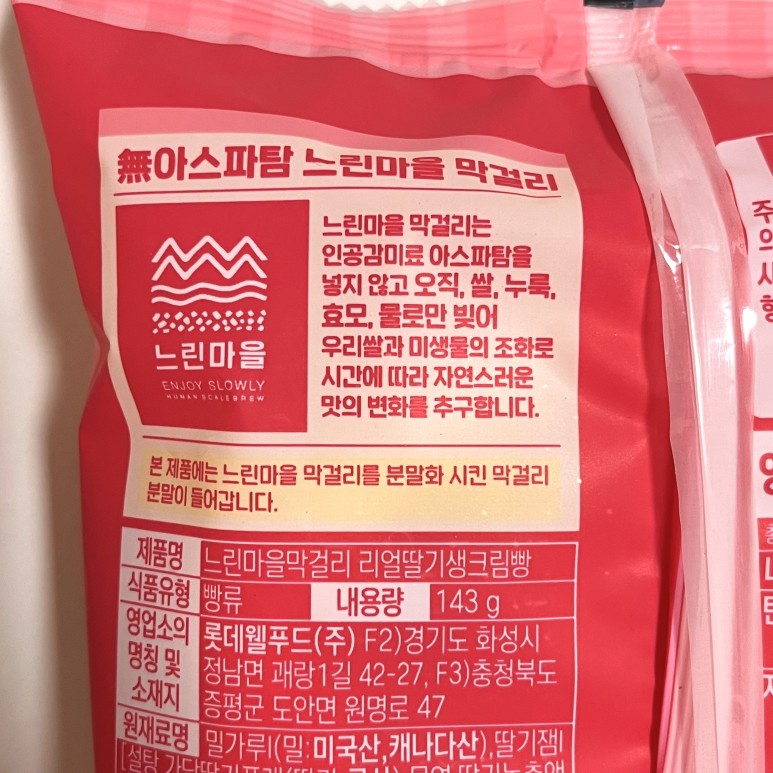 無아스파탐 느린마을 막걸리
느린마을
ENJOY SLOWLY
HUMAN SCALE BREW
느린마을 막걸리는
인공감미료 아스파탐을
넣지 않고 오직, 쌀, 누룩,
효모, 물로만 빚어
우리쌀과 미생물의 조화로
시간에 따라 자연스러운
맛의 변화를 추구합니다.
본 제품에는 느린마을 막걸리를 분말화 시킨 막걸리
분말이 들어갑니다.
제품명 느린마을막걸리 리얼딸기생크림빵
식품유형 빵류 내용량 143 g
영업소의 명칭 및 소재지
롯데웰푸드(주) F2)경기도 화성시
정남면 괘랑1길 42-27, F3)충청북도
증평군 도안면 원명로 47
원재료명 밀가루(밀:미국산,캐나다산),딸기잼
주의사항